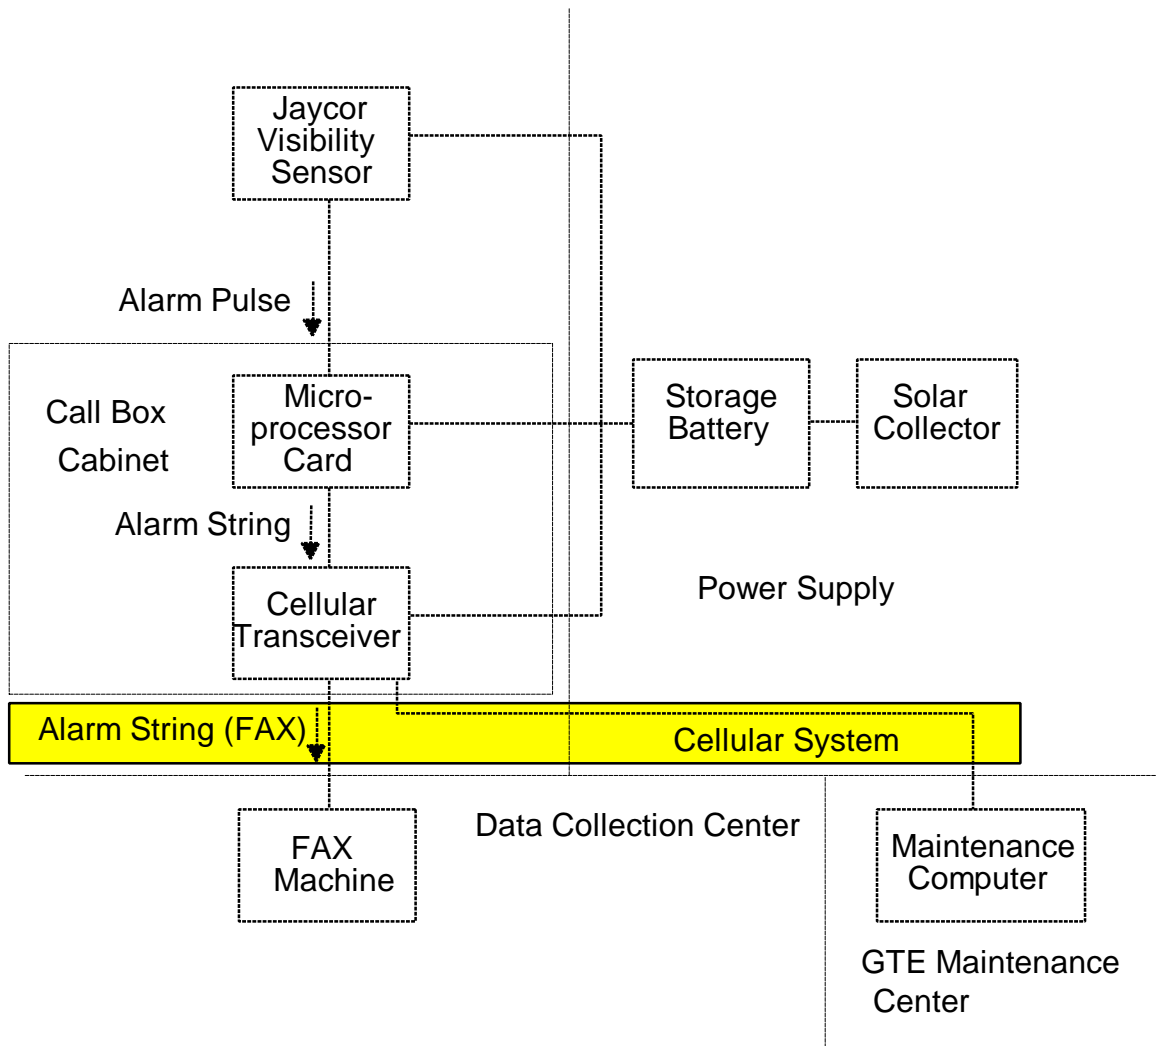 Jaycor
Visibility
Sensor
Alarm Pulse
Call Box
Cabinet
Micro-
processor
Card
Storage
Battery
Solar
Collector
Alarm String
Cellular
Transceiver
Power Supply
Alarm String (FAX)
Cellular System
FAX
Machine
Data Collection Center
Maintenance
Computer
GTE Maintenance
Center